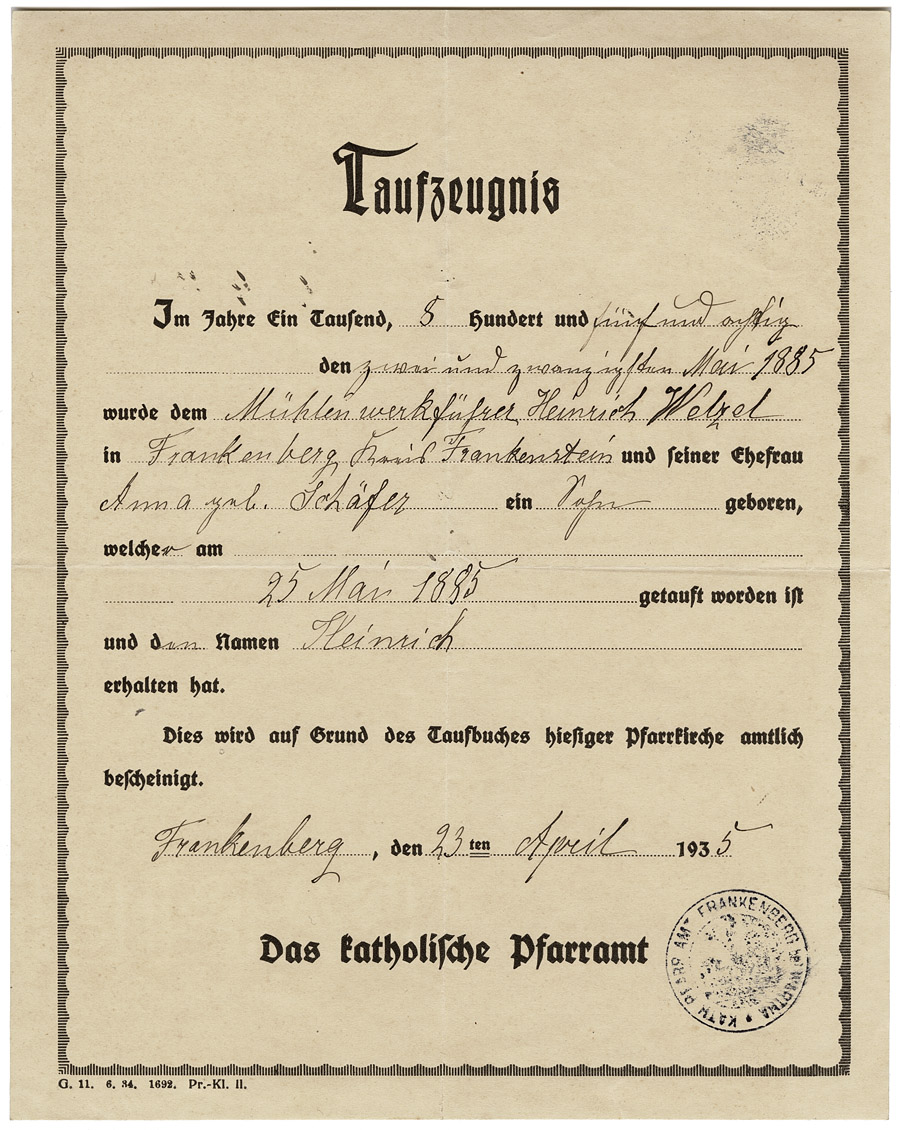 Taufzeugnis
Im Jahre Ein Tausend, 8 Hundert und fünf und achtzig
den zwei und zwanzigsten Mai 1885
wurde dem Mühlenwerkführer Heinrich Welzel
in Frankenberg Kreis Frankenstein und seiner Ehefrau
Anna geb. Schäfer ein Sohn geboren,
welcher am
25 Mai 1885 getauft worden ist
und den Namen Heinrich
erhalten hat.
Dies wird auf Grund des Taufbuches hiesiger Pfarrkirche amtlich
bescheinigt.
Frankenberg, den 23ten April 1935
Das katholische Pfarramt
KATH. PFARR AMT FRANKENBERG WARTHA
G. 11. 6. 34. 1692. Pr.-Kl. II.